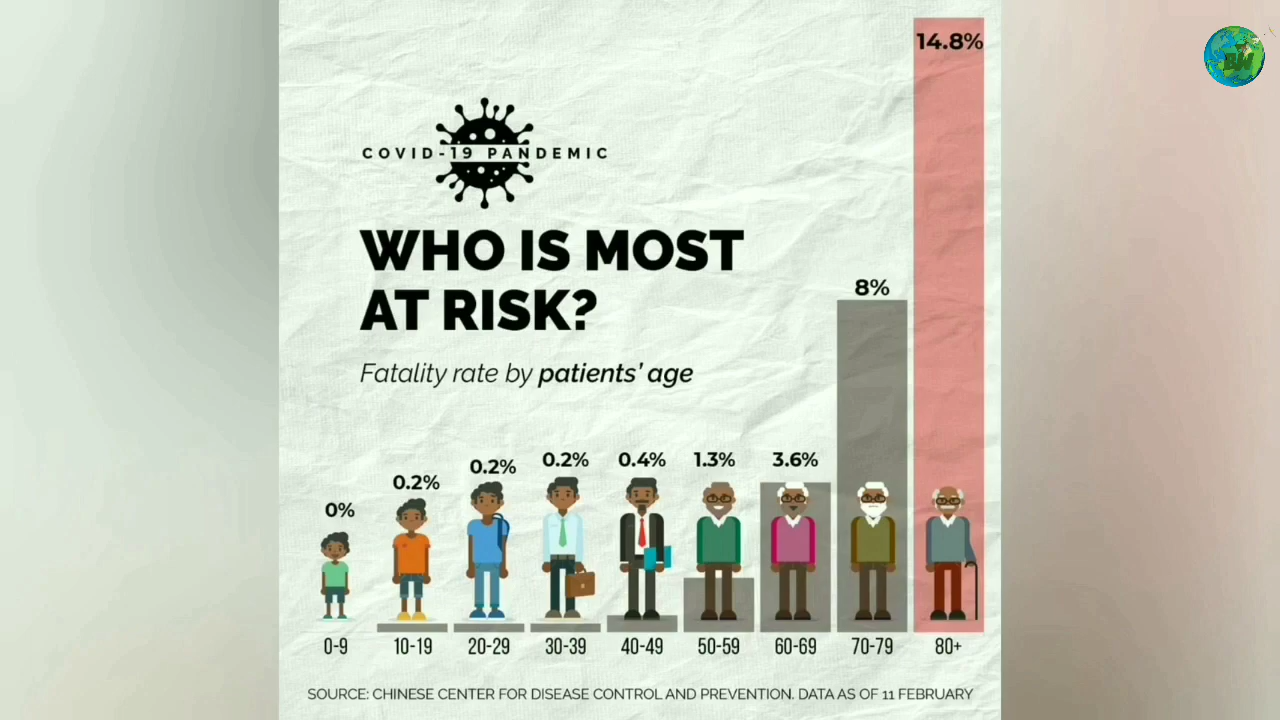 COVID-19 PANDEMIC
WHO IS MOST
AT RISK?
Fatality rate by patients' age
0% 0.2% 0.2% 0.2% 0.4% 1.3% 3.6% 8% 14.8%
0-9 10-19 20-29 30-39 40-49 50-59 60-69 70-79 80+
SOURCE: CHINESE CENTER FOR DISEASE CONTROL AND PREVENTION. DATA AS OF 11 FEBRUARY
BW